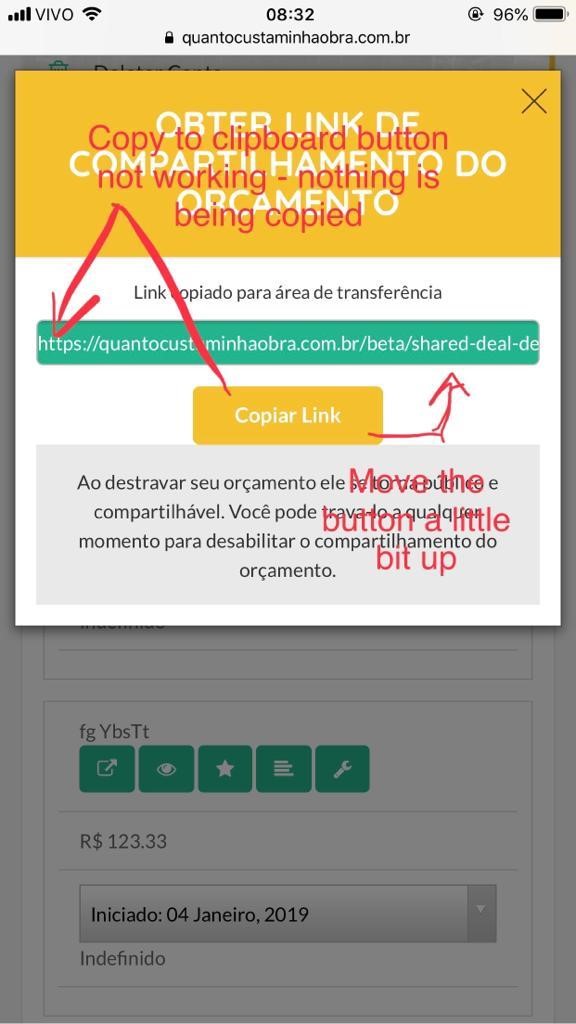 VIVO 08:32 96%
quantocustaminhaobra.com.br
Deletar Conta
OBTER LINK DE
COMPARTILHAMENTO DO
ORÇAMENTO
Copy to clipboard button
not working - nothing is
being copied
Link copiado para área de transferência
https://quantocustaminhaobra.com.br/beta/shared-deal-de
Copiar Link
Ao destravar seu orçamento ele se torna público e
compartilhável. Você pode trava-lo a qualquer
momento para desabilitar o compartilhamento do
orçamento.
Move the
button a little
bit up
Indefinido
fg YbsTt
R$ 123.33
Iniciado: 04 Janeiro, 2019
Indefinido